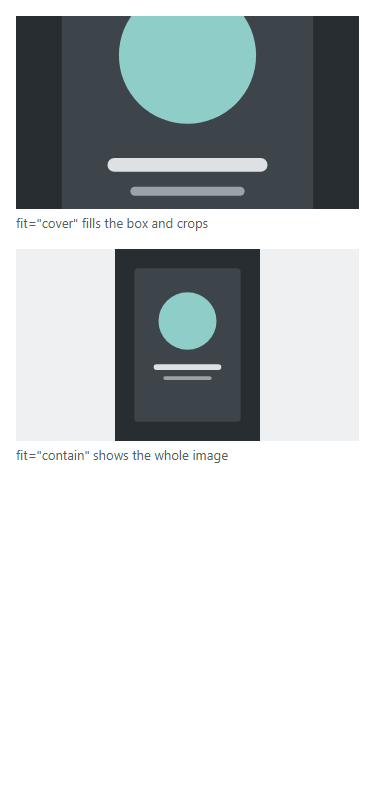 fit="cover" fills the box and crops
fit="contain" shows the whole image